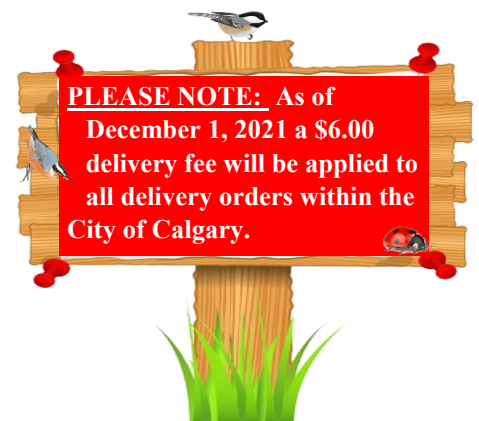 PLEASE NOTE: As of
December 1, 2021 a $6.00
delivery fee will be applied to
all delivery orders within the
City of Calgary.